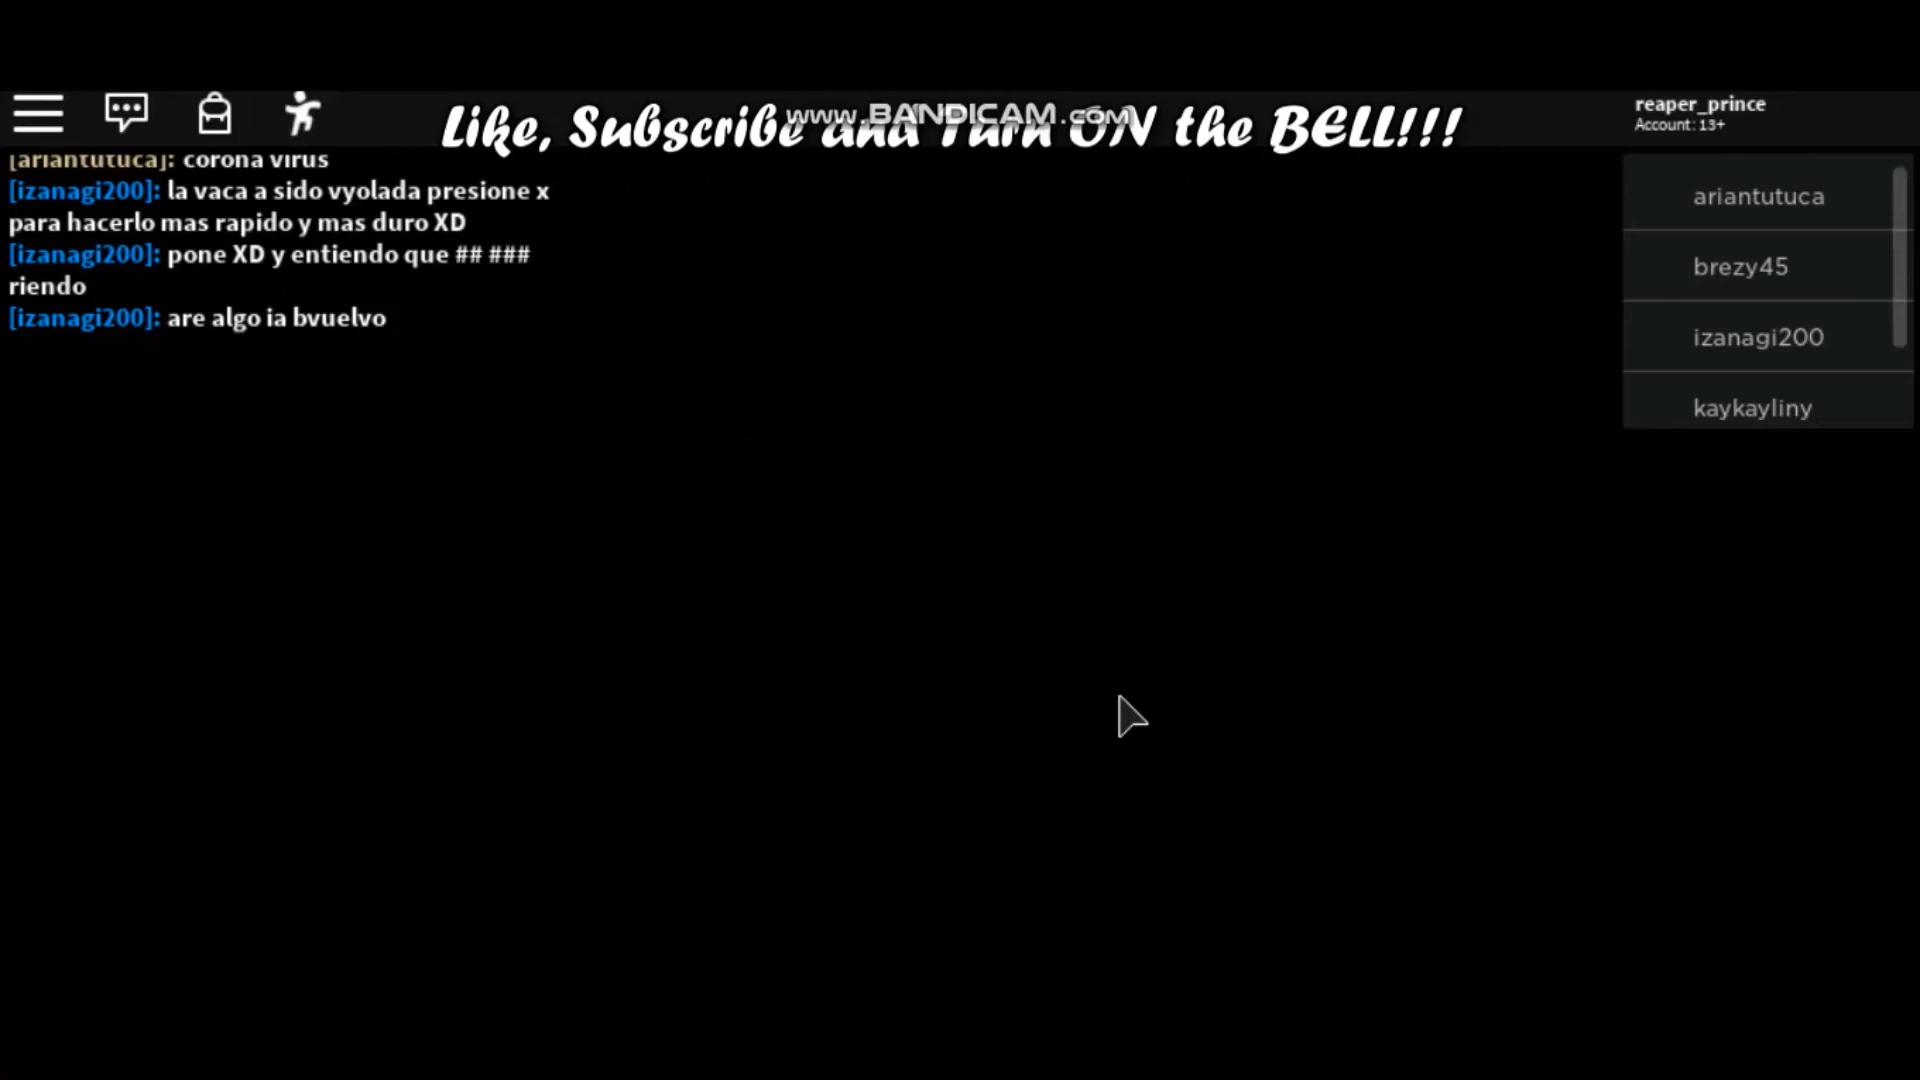 Like, Subscribe and Turn ON the BELL!!!
www.BANDICAM.com
reaper_prince
Account: 13+
[ariantutuca]: corona virus
[izanagi200]: la vaca a sido vyolada presione x
para hacerlo mas rapido y mas duro XD
[izanagi200]: pone XD y entiendo que ## ###
riendo
[izanagi200]: are algo ia bvuelvo
ariantutuca
brezy45
izanagi200
kaykayliny